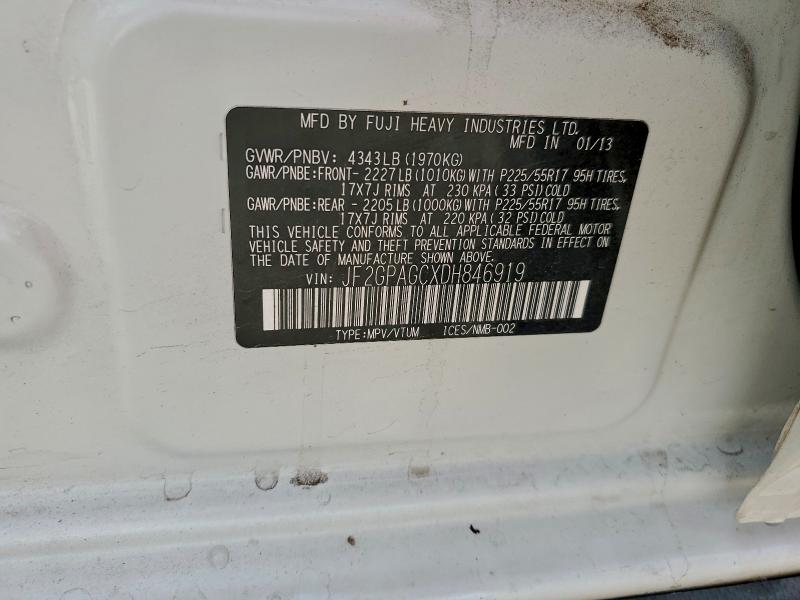 MFD BY FUJI HEAVY INDUSTRIES LTD.
MFD IN 01/13
GVWR/PNBV: 4343LB (1970KG)
GAWR/PNBE:FRONT- 2227LB (1010KG) WITH P225/55R17 95H TIRES,
17X7J RIMS AT 230 KPA (33 PSI) COLD
GAWR/PNBE:REAR - 2205LB (1000KG) WITH P225/55R17 95H TIRES,
17X7J RIMS AT 220 KPA (32 PSI) COLD
THIS VEHICLE CONFORMS TO ALL APPLICABLE FEDERAL MOTOR
VEHICLE SAFETY AND THEFT PREVENTION STANDARDS IN EFFECT ON
THE DATE OF MANUFACTURE SHOWN ABOVE.
VIN: JF2GPAGCXDH846919
TYPE:MPV/VTUM ICES/NMB-002